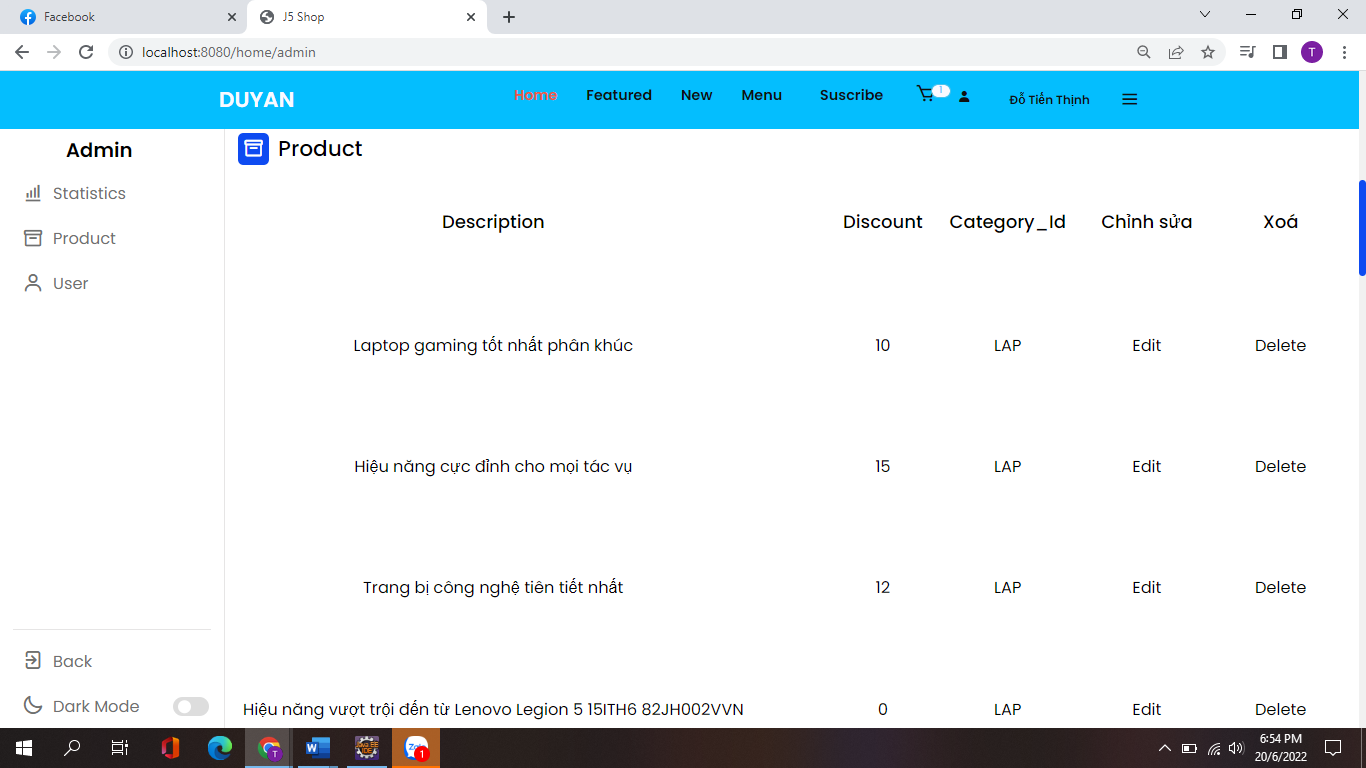 Facebook
J5 Shop
localhost:8080/home/admin
T
DUYAN
Home Featured New Menu Suscribe 1 Đỗ Tiến Thịnh
Admin
Statistics
Product
User
Back
Dark Mode
Product
Description Discount Category_Id Chỉnh sửa Xoá
Laptop gaming tốt nhất phân khúc 10 LAP Edit Delete
Hiệu năng cực đỉnh cho mọi tác vụ 15 LAP Edit Delete
Trang bị công nghệ tiên tiết nhất 12 LAP Edit Delete
Hiệu năng vượt trội đến từ Lenovo Legion 5 15ITH6 82JH002VVN 0 LAP Edit Delete
T
W
Java EE
IDE
1
6:54 PM
20/6/2022